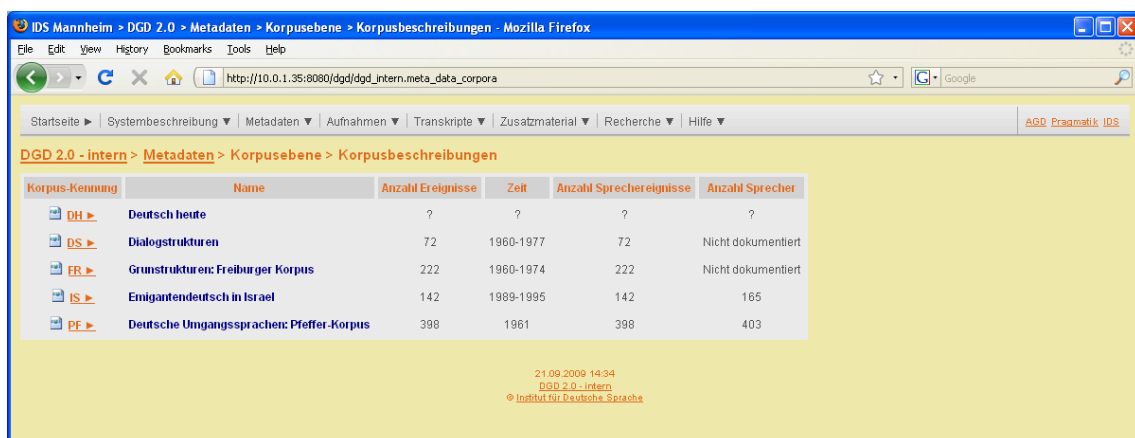 IDS Mannheim > DGD 2.0 > Metadaten > Korpusebene > Korpusbeschreibungen - Mozilla Firefox
File Edit View History Bookmarks Tools Help
http://10.0.1.35:8080/dgd/dgd_intern.meta_data_corpora
Google
Startseite ► | Systembeschreibung ▼ | Metadaten ▼ | Aufnahmen ▼ | Transkripte ▼ | Zusatzmaterial ▼ | Recherche ▼ | Hilfe ▼ AGD Pragmatik IDS
DGD 2.0 - intern > Metadaten > Korpusebene > Korpusbeschreibungen
Korpus-Kennung Name Anzahl Ereignisse Zeit Anzahl Sprechereignisse Anzahl Sprecher
DH ► Deutsch heute ? ? ? ?
DS ► Dialogstrukturen 72 1960-1977 72 Nicht dokumentiert
FR ► Grunstrukturen: Freiburger Korpus 222 1960-1974 222 Nicht dokumentiert
IS ► Emigantendeutsch in Israel 142 1989-1995 142 165
PF ► Deutsche Umgangssprachen: Pfeffer-Korpus 398 1961 398 403
21.09.2009 14:34
DGD 2.0 - intern
© Institut für Deutsche Sprache